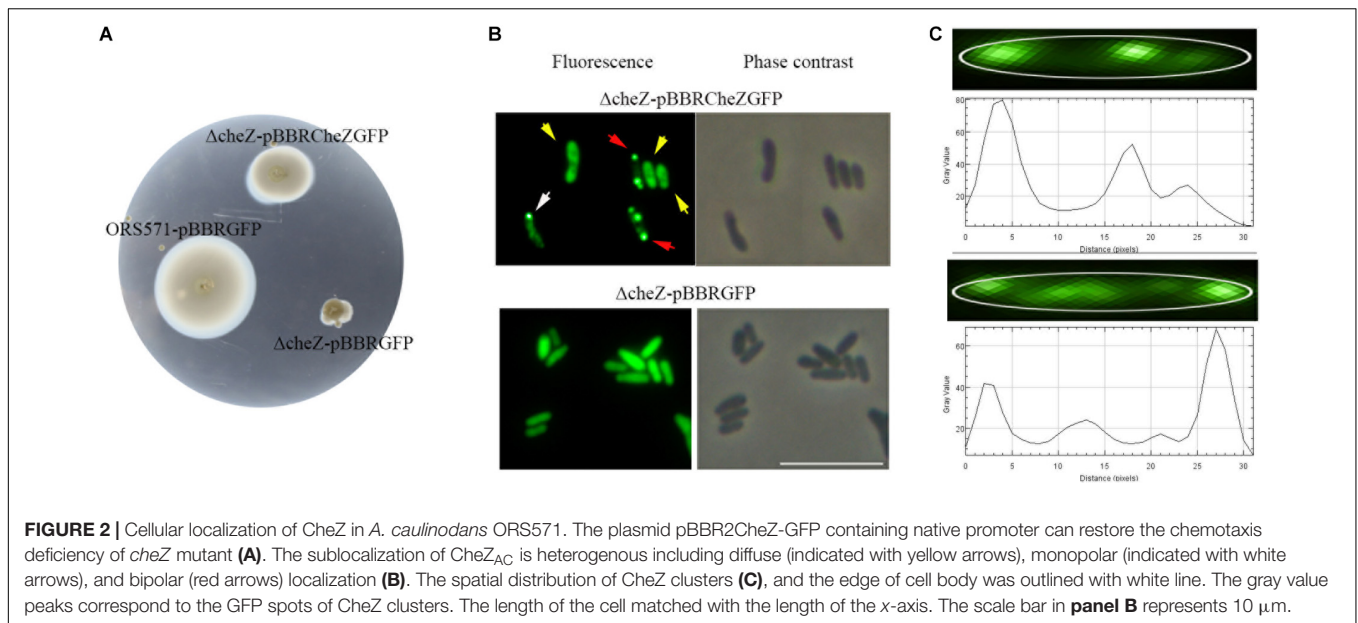 A
ΔcheZ-pBBRCheZGFP
ORS571-pBBRGFP
ΔcheZ-pBBRGFP
B
Fluorescence Phase contrast
ΔcheZ-pBBRCheZGFP
ΔcheZ-pBBRGFP
C
80
60
40
20
Gray Value
0 5 10 15 20 25 30
Distance (pixels)
60
40
20
Gray Value
0 5 10 15 20 25 30
Distance (pixels)
FIGURE 2 | Cellular localization of CheZ in A. caulinodans ORS571. The plasmid pBBR2CheZ-GFP containing native promoter can restore the chemotaxis
deficiency of cheZ mutant (A). The sublocalization of CheZAC is heterogenous including diffuse (indicated with yellow arrows), monopolar (indicated with white
arrows), and bipolar (red arrows) localization (B). The spatial distribution of CheZ clusters (C), and the edge of cell body was outlined with white line. The gray value
peaks correspond to the GFP spots of CheZ clusters. The length of the cell matched with the length of the x-axis. The scale bar in panel B represents 10 μm.